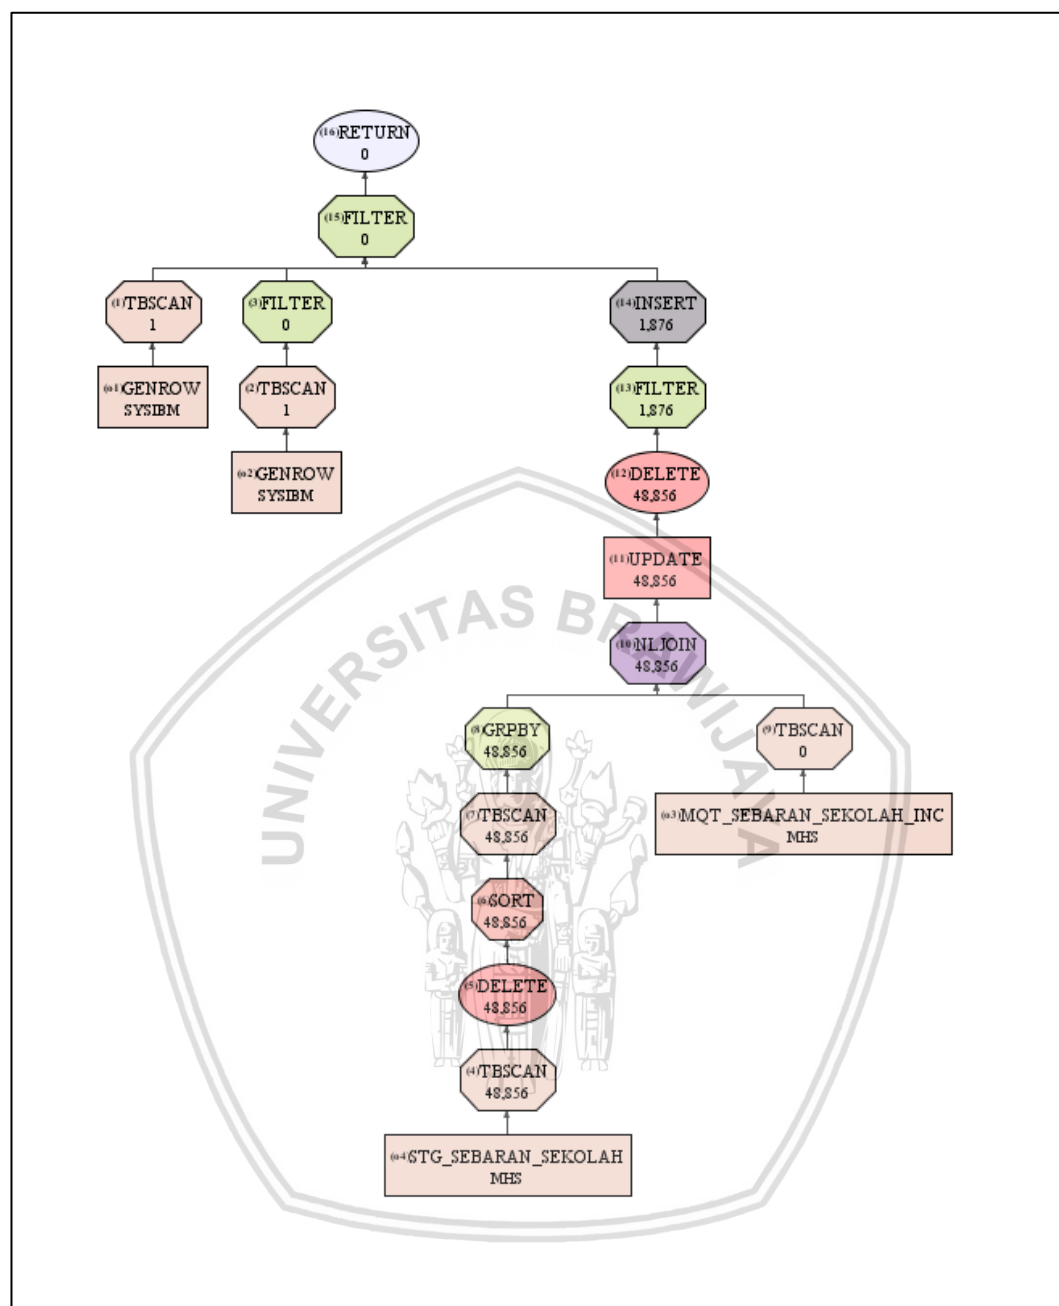 (16)RETURN
0
(15)FILTER
0
(1)TBSCAN
1
(3)FILTER
0
(14)INSERT
1,876
(o1)GENROW
SYSIBM
(2)TBSCAN
1
(13)FILTER
1,876
(o2)GENROW
SYSIBM
(12)DELETE
48,856
(11)UPDATE
48,856
(10)NLJOIN
48,856
(8)GRPBY
48,856
(9)TBSCAN
0
(7)TBSCAN
48,856
(o3)MQT_SEBARAN_SEKOLAH_INC
MHS
(6)SORT
48,856
(5)DELETE
48,856
(4)TBSCAN
48,856
(o4)STG_SEBARAN_SEKOLAH
MHS
UNIVERSITAS BRAWIJAYA